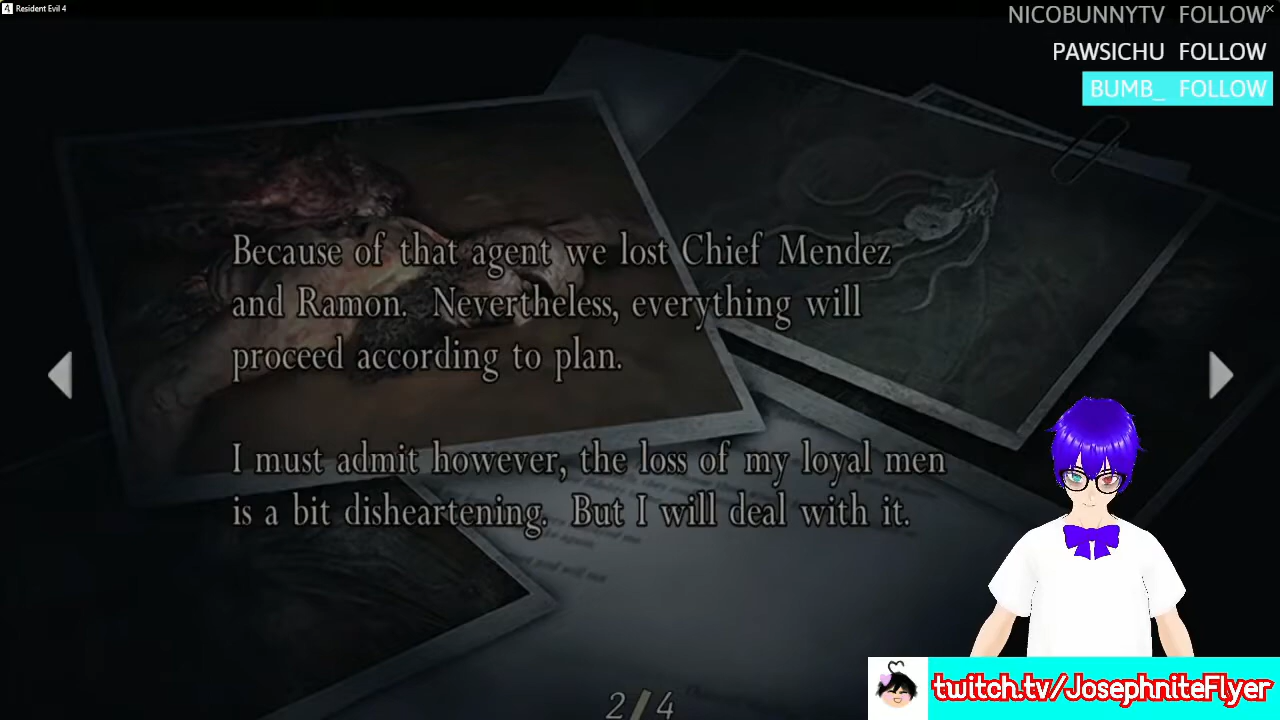 Resident Evil 4
NICOBUNNYTV FOLLOW
PAWSICHU FOLLOW
BUMB_ FOLLOW
Because of that agent we lost Chief Mendez
and Ramon. Nevertheless, everything will
proceed according to plan.
I must admit however, the loss of my loyal men
is a bit disheartening. But I will deal with it.
2/4
twitch.tv/JosephniteFlyer